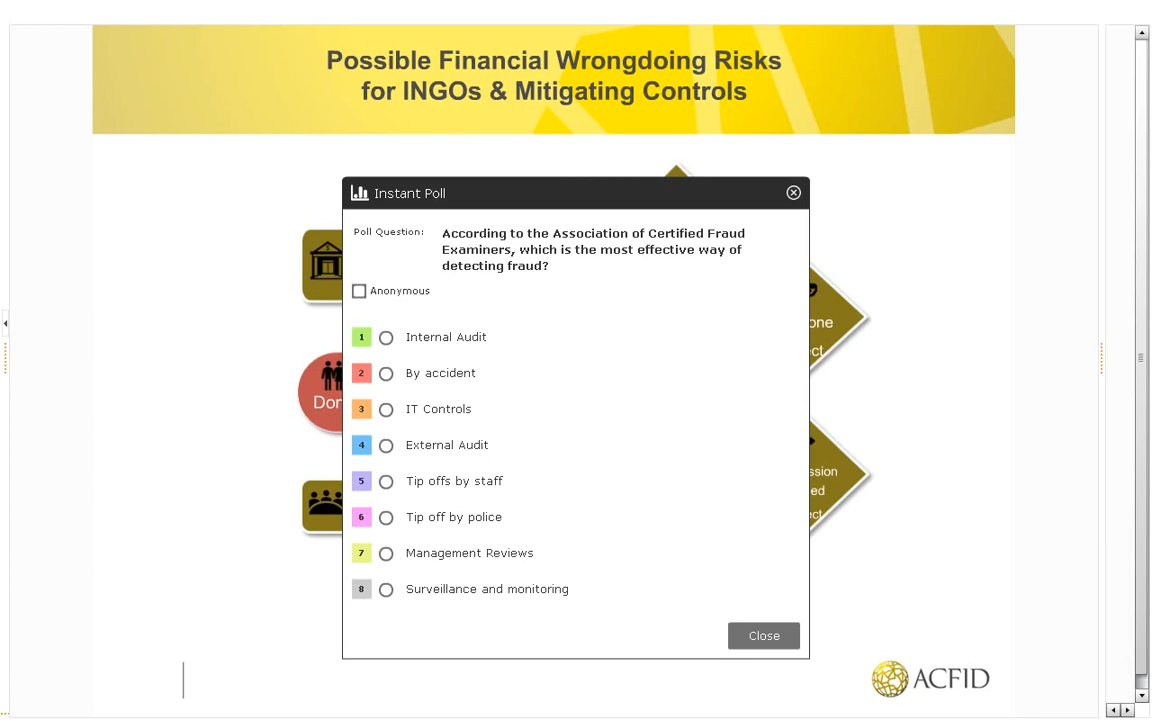 Possible Financial Wrongdoing Risks
for INGOs & Mitigating Controls
Instant Poll
Poll Question:
According to the Association of Certified Fraud
Examiners, which is the most effective way of
detecting fraud?
Anonymous
1 Internal Audit
2 By accident
3 IT Controls
4 External Audit
5 Tip offs by staff
6 Tip off by police
7 Management Reviews
8 Surveillance and monitoring
Close
ACFID